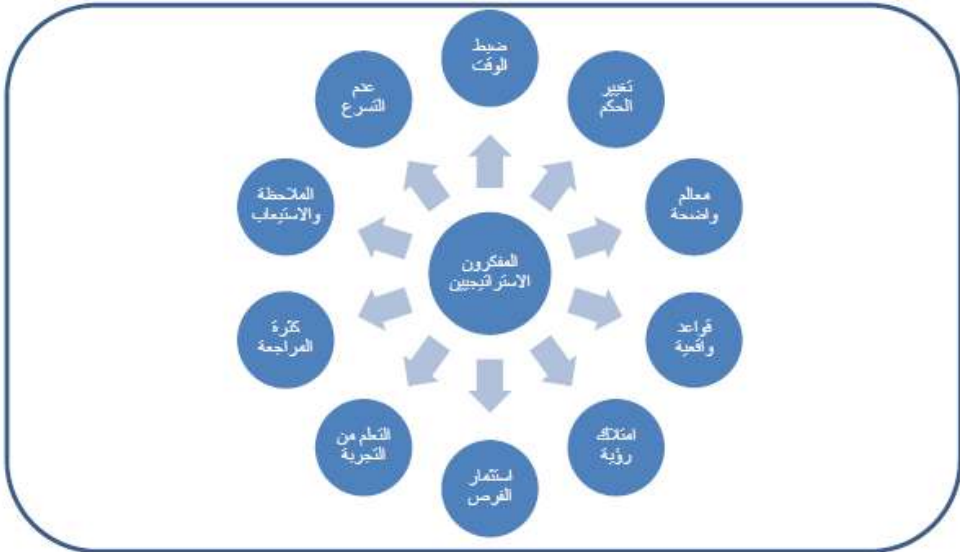 ضبط
الوقت
تغيير
الحكم
معالم
واضحة
قواعد
واقعية
امتلاك
رؤية
استثمار
الفرص
التعلم من
التجربة
كثرة
المراجعة
الملاحظة
والاستيعاب
عدم
التسرع
المفكرون
الاستراتيجيين